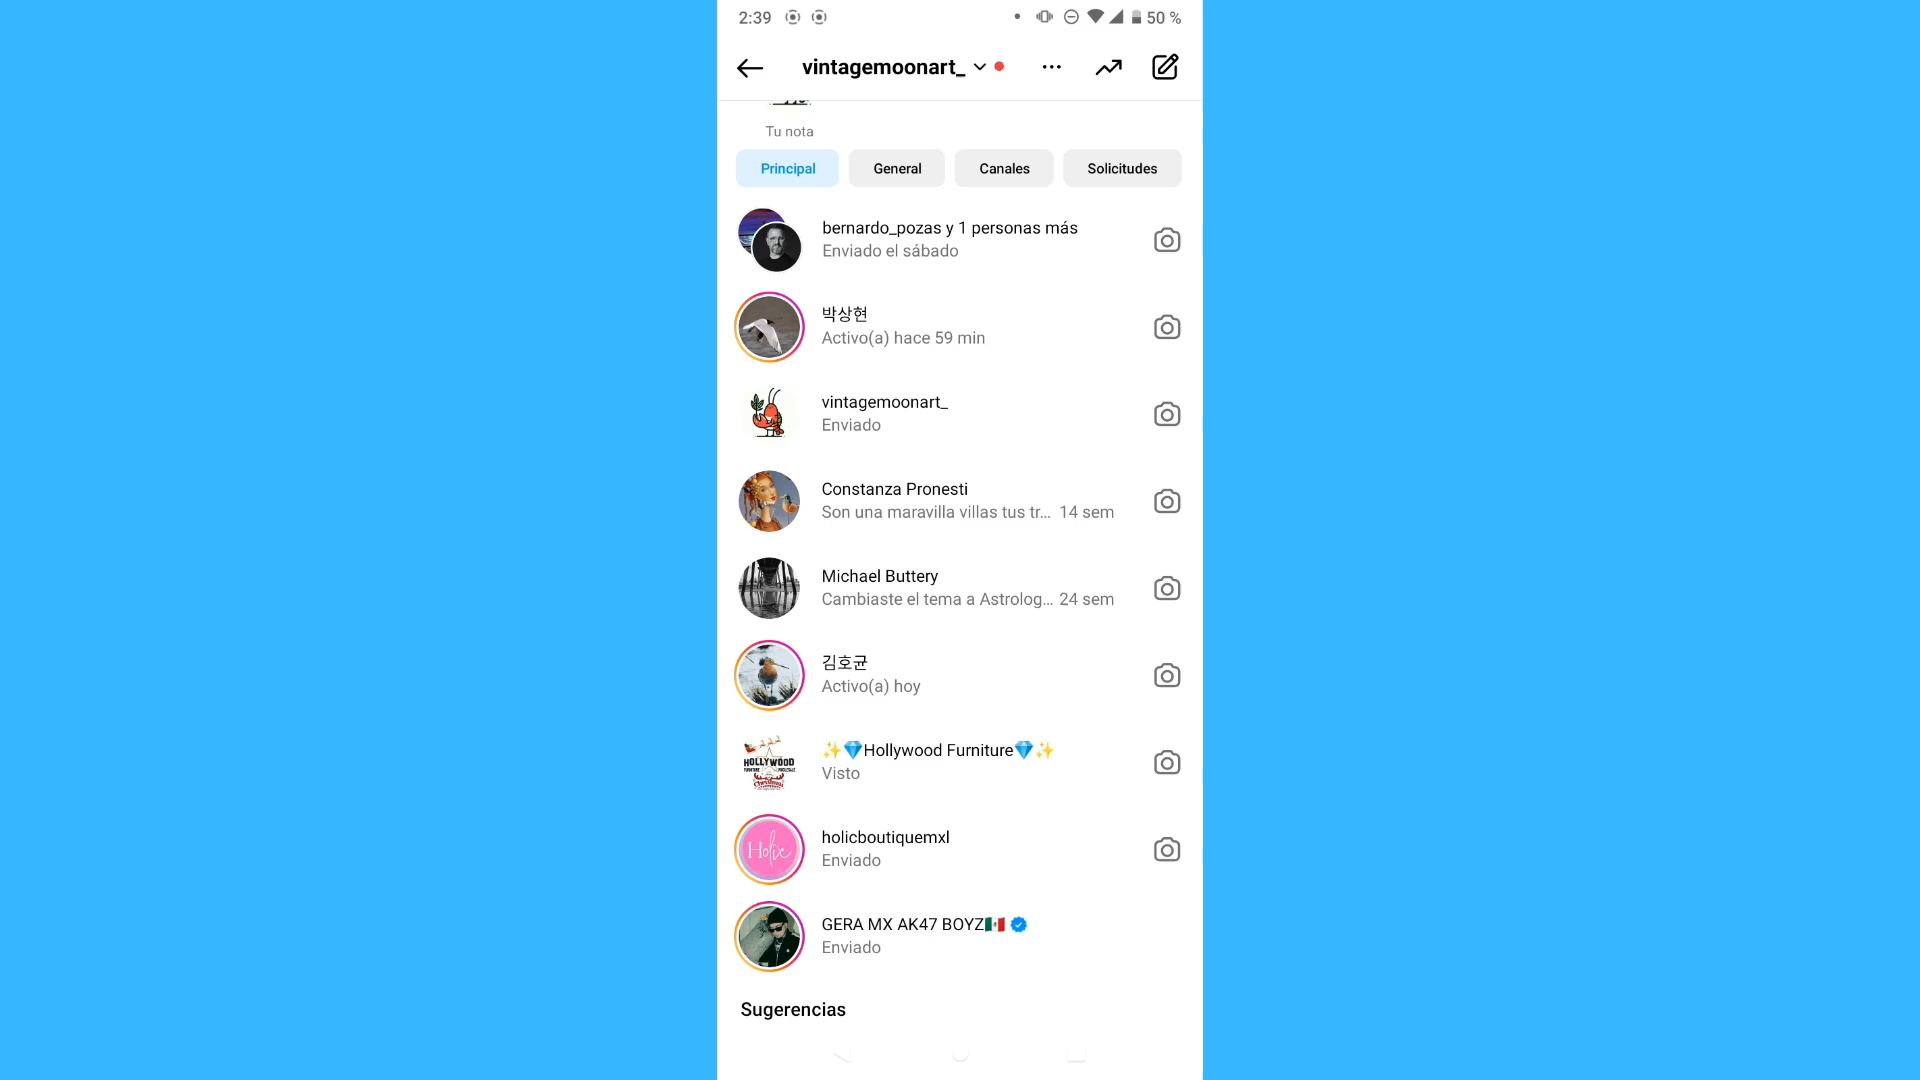 2:39
50 %
vintagemoonart_
Tu nota
Principal
General
Canales
Solicitudes
bernardo_pozas y 1 personas más
Enviado el sábado
박상현
Activo(a) hace 59 min
vintagemoonart_
Enviado
Constanza Pronesti
Son una maravilla villas tus tr... 14 sem
Michael Buttery
Cambiaste el tema a Astrolog... 24 sem
김호균
Activo(a) hoy
HOLLYWOOD
✨💎Hollywood Furniture💎✨
Visto
Holic
holicboutiquemxl
Enviado
GERA MX AK47 BOYZ🇲🇽
Enviado
Sugerencias